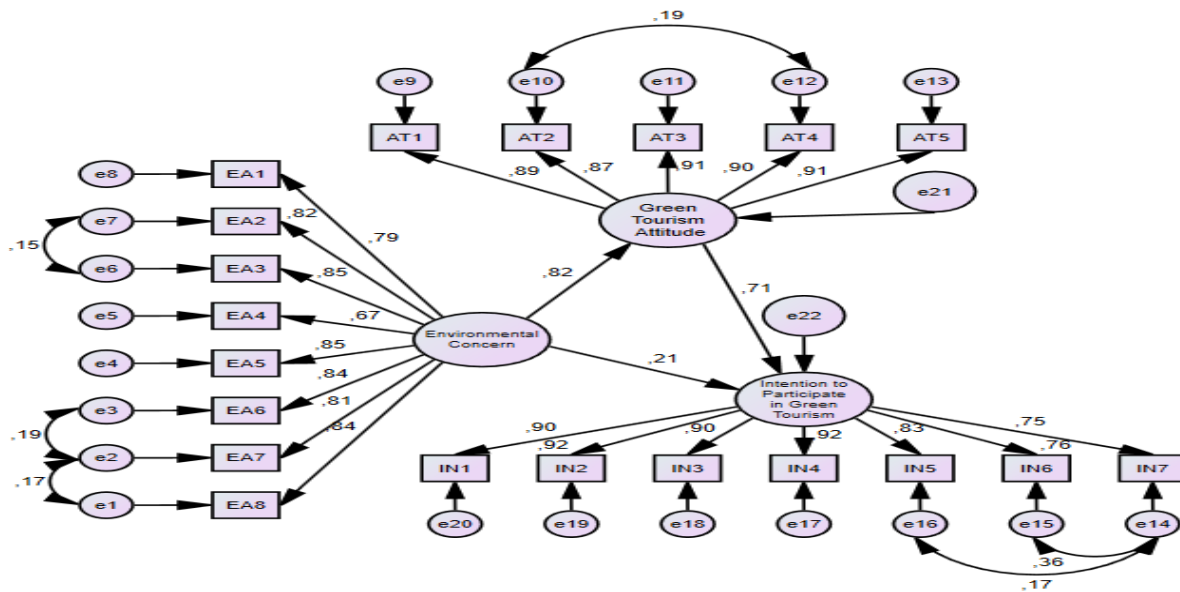 ,19
e9
e10
e11
e12
e13
AT1
AT2
AT3
AT4
AT5
,89
,87
,91
,90
,91
e21
Green
Tourism
Attitude
e8
EA1
e7
EA2
,82
,79
,15
e6
EA3
,85
,82
,71
e5
EA4
,67
e22
Environmental
Concern
e4
EA5
,85
,21
e3
EA6
,84
Intention to
Participate
in Green
Tourism
,81
,84
,19
e2
EA7
,17
e1
EA8
,90
,92
,90
,92
,83
,76
,75
IN1
IN2
IN3
IN4
IN5
IN6
IN7
e20
e19
e18
e17
e16
e15
e14
,36
,17